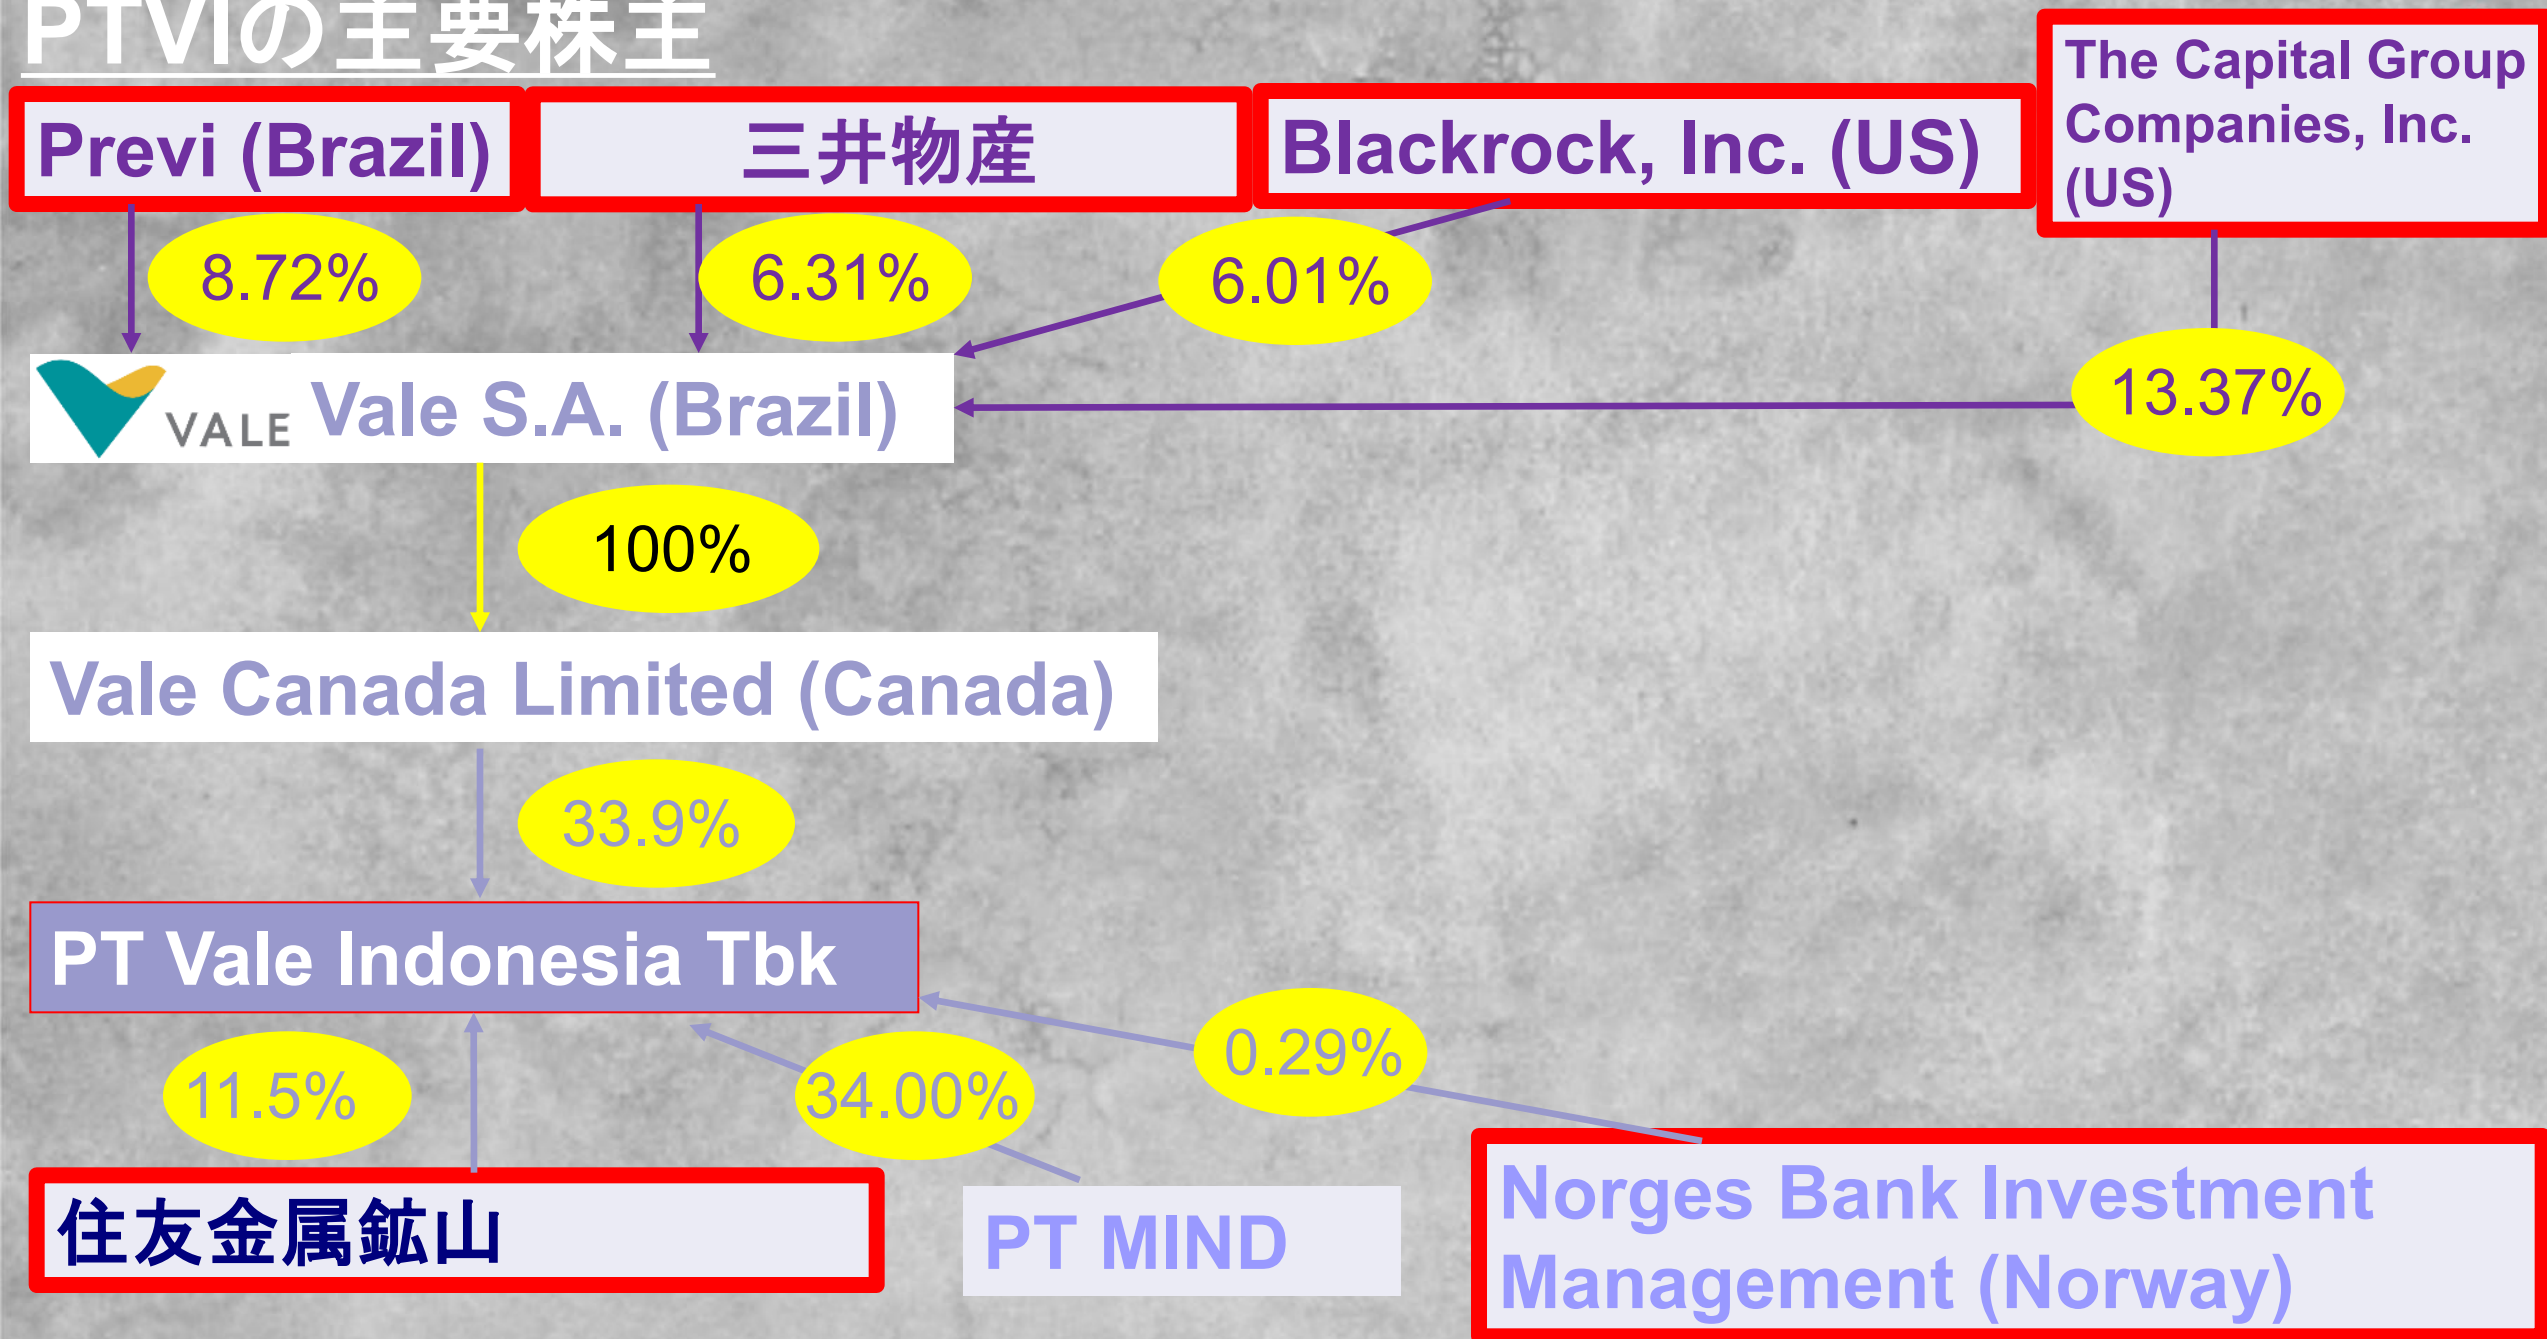 PTVIの主要株主
Previ (Brazil)
三井物産
Blackrock, Inc. (US)
The Capital Group
Companies, Inc.
(US)
8.72%
6.31%
6.01%
13.37%
VALE
Vale S.A. (Brazil)
100%
Vale Canada Limited (Canada)
33.9%
PT Vale Indonesia Tbk
11.5%
34.00%
0.29%
住友金属鉱山
PT MIND
Norges Bank Investment
Management (Norway)